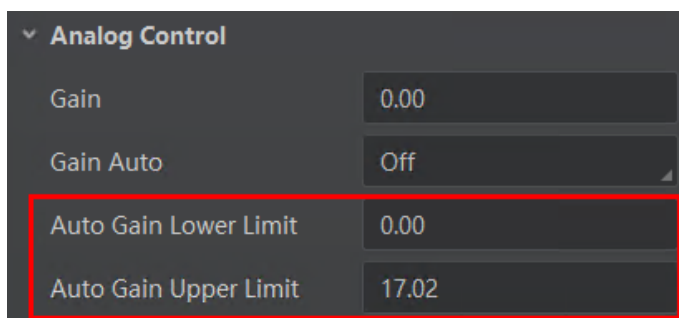 Analog Control
Gain 0.00
Gain Auto Off
Auto Gain Lower Limit 0.00
Auto Gain Upper Limit 17.02